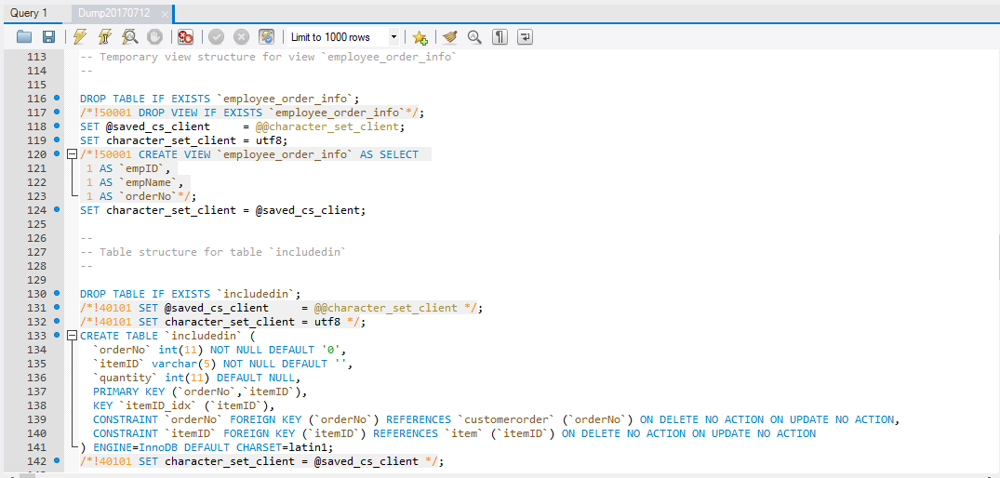 Query 1
Dump20170712
Limit to 1000 rows
113 -- Temporary view structure for view `employee_order_info`
114 --
115
116 DROP TABLE IF EXISTS `employee_order_info`;
117 /*!50001 DROP VIEW IF EXISTS `employee_order_info`*/;
118 SET @saved_cs_client     = @@character_set_client;
119 SET character_set_client = utf8;
120 /*!50001 CREATE VIEW `employee_order_info` AS SELECT
121  1 AS `empID`,
122  1 AS `empName`,
123  1 AS `orderNo`*/;
124 SET character_set_client = @saved_cs_client;
125
126 --
127 -- Table structure for table `includedin`
128 --
129
130 DROP TABLE IF EXISTS `includedin`;
131 /*!40101 SET @saved_cs_client     = @@character_set_client */;
132 /*!40101 SET character_set_client = utf8 */;
133 CREATE TABLE `includedin` (
134   `orderNo` int(11) NOT NULL DEFAULT '0',
135   `itemID` varchar(5) NOT NULL DEFAULT '',
136   `quantity` int(11) DEFAULT NULL,
137   PRIMARY KEY (`orderNo`,`itemID`),
138   KEY `itemID_idx` (`itemID`),
139   CONSTRAINT `orderNo` FOREIGN KEY (`orderNo`) REFERENCES `customerorder` (`orderNo`) ON DELETE NO ACTION ON UPDATE NO ACTION,
140   CONSTRAINT `itemID` FOREIGN KEY (`itemID`) REFERENCES `item` (`itemID`) ON DELETE NO ACTION ON UPDATE NO ACTION
141 ) ENGINE=InnoDB DEFAULT CHARSET=latin1;
142 /*!40101 SET character_set_client = @saved_cs_client */;